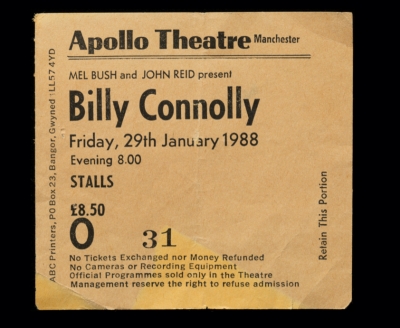 Apollo Theatre Manchester
MEL BUSH and JOHN REID present
Billy Connolly
Friday, 29th January 1988
Evening 8.00
STALLS
£8.50
O 31
No Tickets Exchanged nor Money Refunded
No Cameras or Recording Equipment
Official Programmes sold only in the Theatre
Management reserve the right to refuse admission
Retain This Portion
ABC Printers, PO Box 23, Bangor, Gwyned LL57 4YD